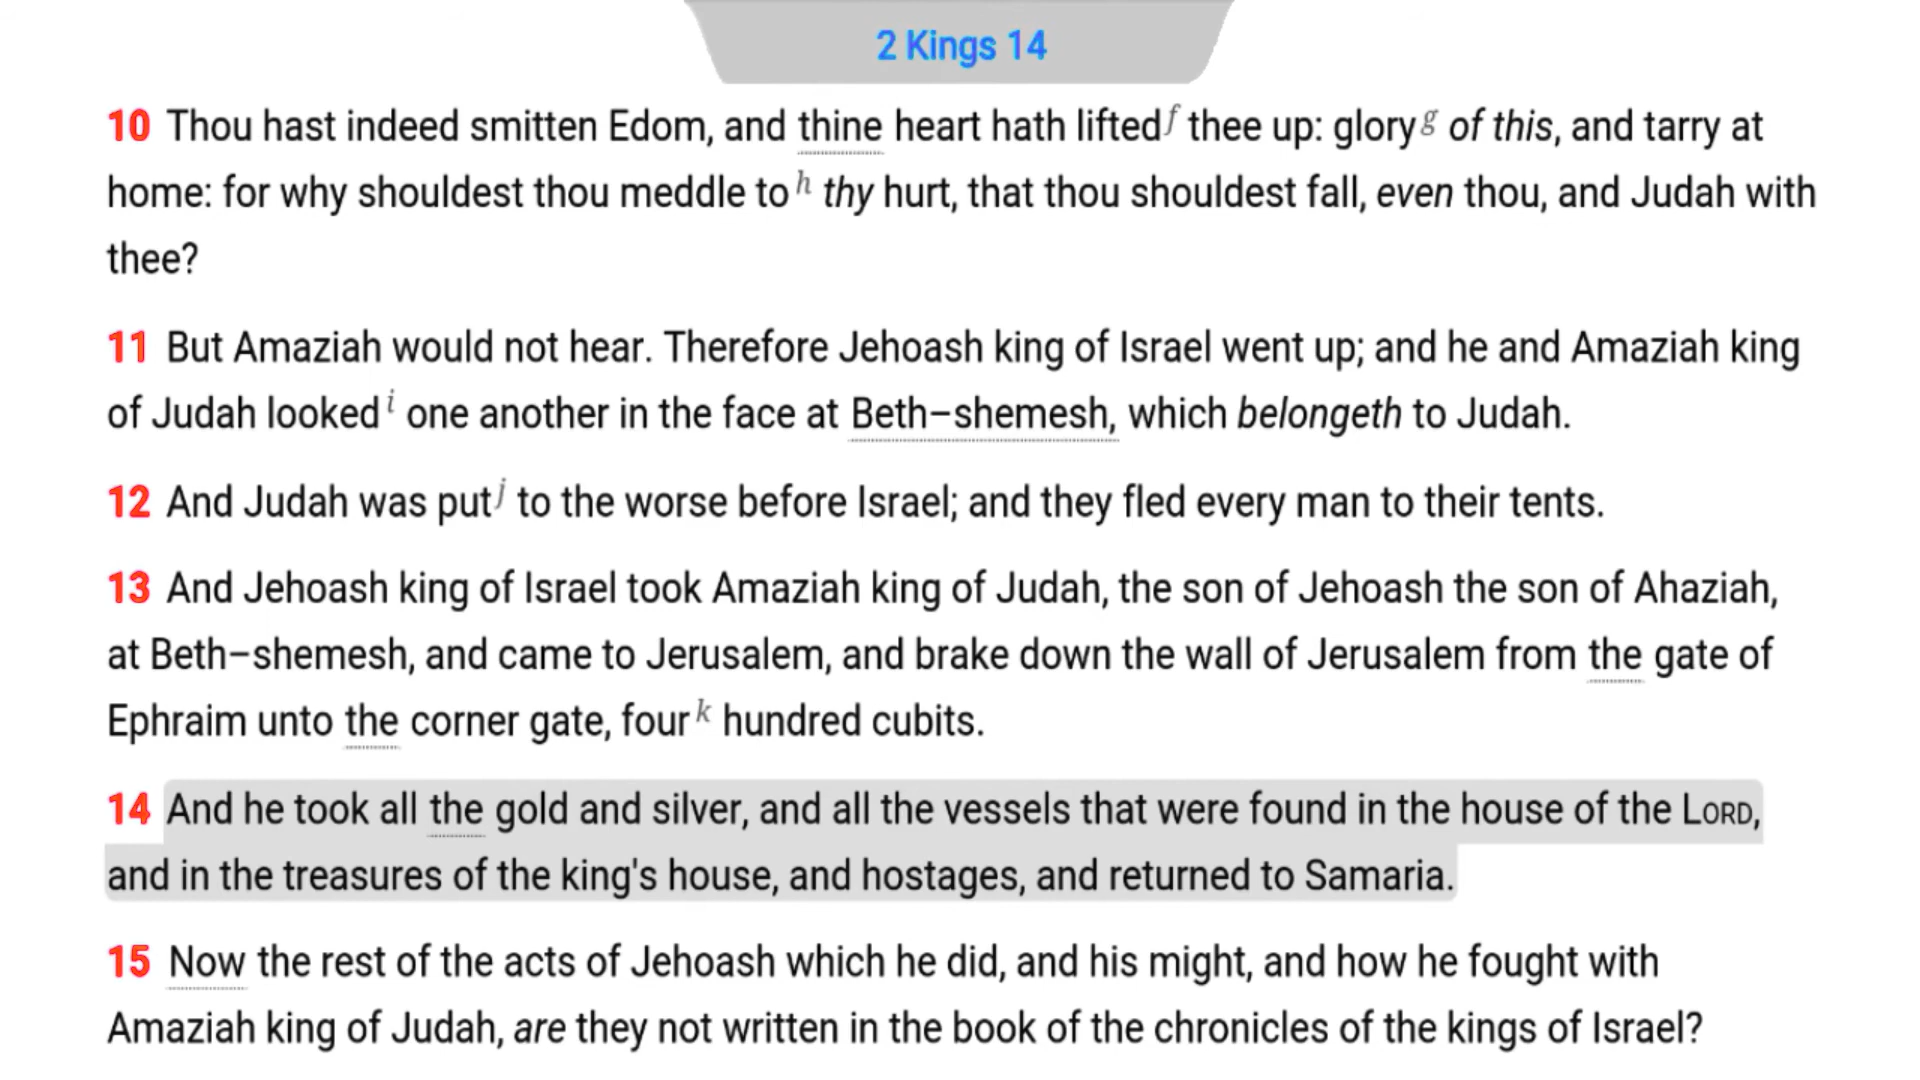 2 Kings 14
10 Thou hast indeed smitten Edom, and thine heart hath lifted f thee up: glory g of this, and tarry at
home: for why shouldest thou meddle to h thy hurt, that thou shouldest fall, even thou, and Judah with
thee?
11 But Amaziah would not hear. Therefore Jehoash king of Israel went up; and he and Amaziah king
of Judah looked i one another in the face at Beth–shemesh, which belongeth to Judah.
12 And Judah was put j to the worse before Israel; and they fled every man to their tents.
13 And Jehoash king of Israel took Amaziah king of Judah, the son of Jehoash the son of Ahaziah,
at Beth–shemesh, and came to Jerusalem, and brake down the wall of Jerusalem from the gate of
Ephraim unto the corner gate, four k hundred cubits.
14 And he took all the gold and silver, and all the vessels that were found in the house of the LORD,
and in the treasures of the king's house, and hostages, and returned to Samaria.
15 Now the rest of the acts of Jehoash which he did, and his might, and how he fought with
Amaziah king of Judah, are they not written in the book of the chronicles of the kings of Israel?